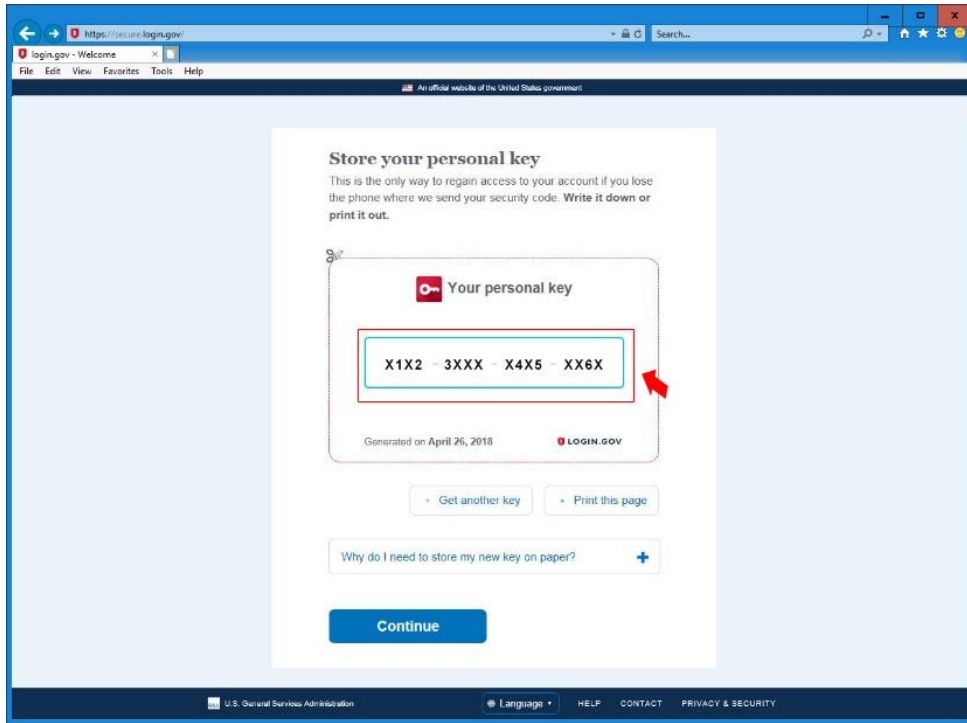 https://secure.login.gov/
Search...
login.gov - Welcome
File Edit View Favorites Tools Help
An official website of the United States government
Store your personal key
This is the only way to regain access to your account if you lose
the phone where we send your security code. Write it down or
print it out.
Your personal key
X1X2 - 3XXX - X4X5 - XX6X
Generated on April 26, 2018
LOGIN.GOV
Get another key
Print this page
Why do I need to store my new key on paper?
Continue
U.S. General Services Administration
Language
HELP
CONTACT
PRIVACY & SECURITY